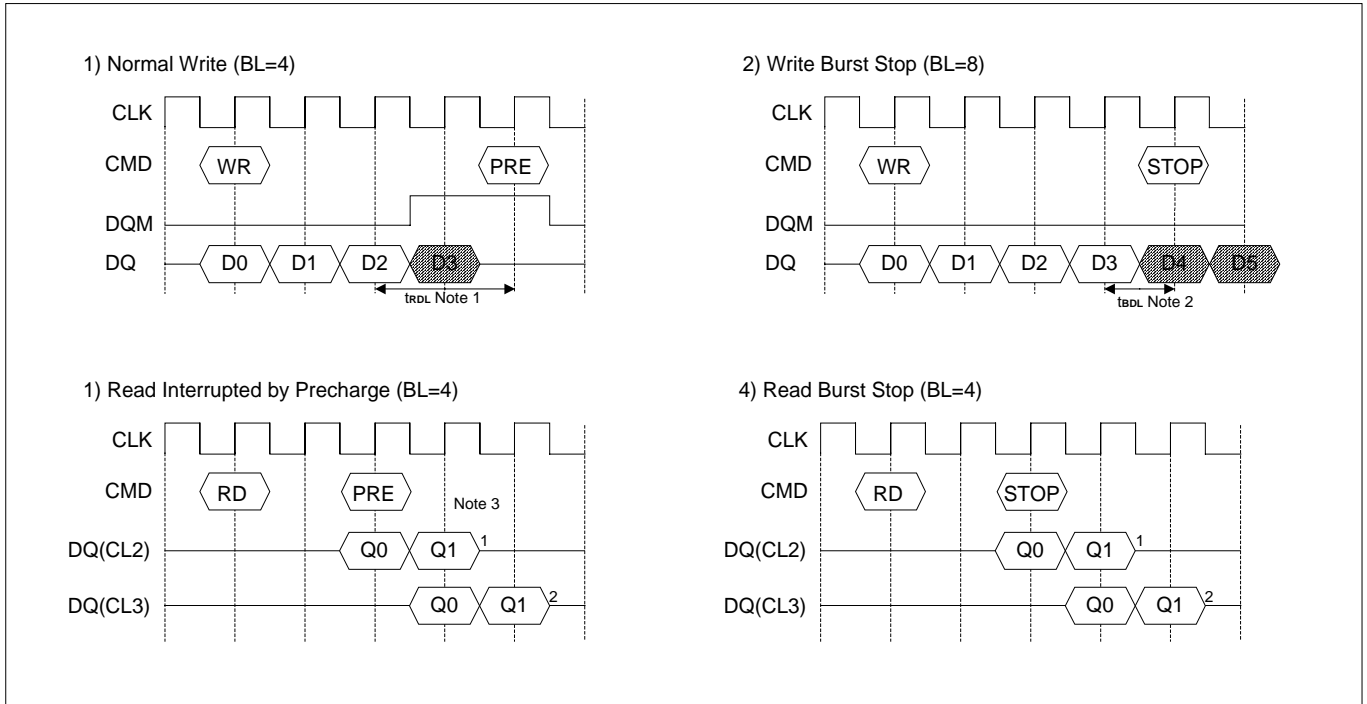 1) Normal Write (BL=4)
CLK
CMD WR PRE
DQM
DQ D0 D1 D2 D3
tRDL Note 1
2) Write Burst Stop (BL=8)
CLK
CMD WR STOP
DQM
DQ D0 D1 D2 D3 D4 D5
tBDL Note 2
1) Read Interrupted by Precharge (BL=4)
CLK
CMD RD PRE
Note 3
DQ(CL2) Q0 Q1 1
DQ(CL3) Q0 Q1 2
4) Read Burst Stop (BL=4)
CLK
CMD RD STOP
DQ(CL2) Q0 Q1 1
DQ(CL3) Q0 Q1 2